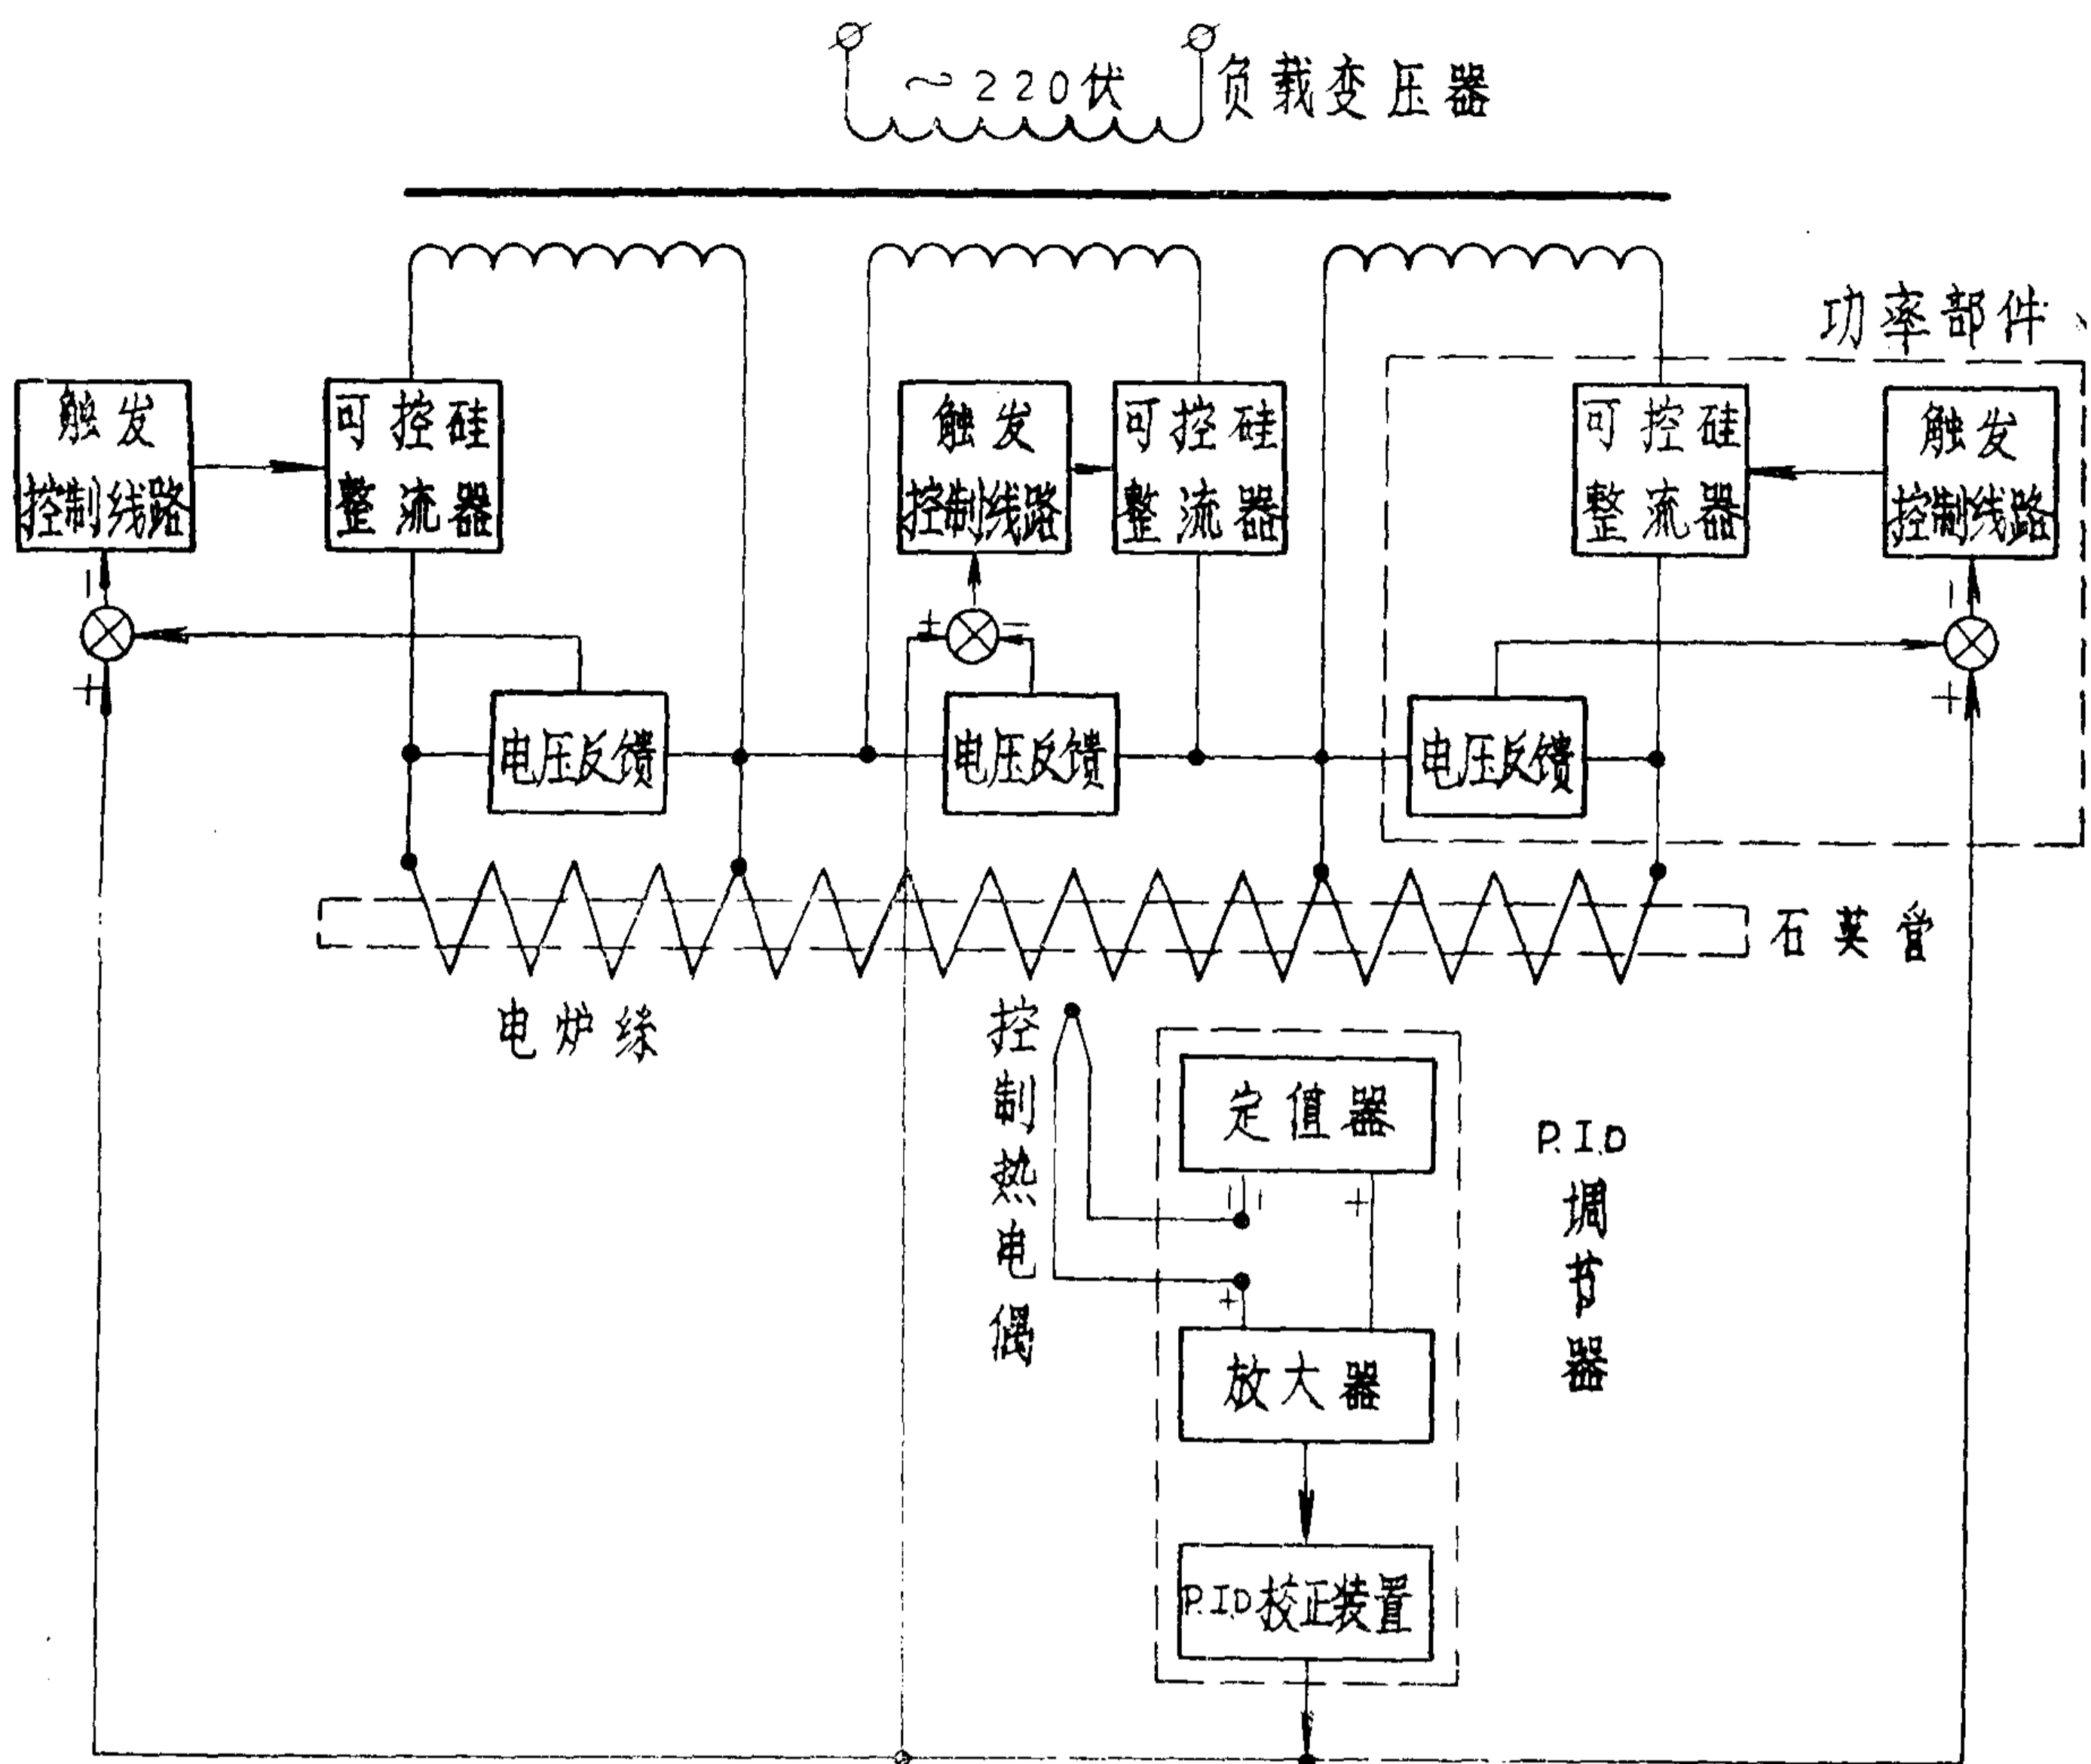 ～220伏
负载变压器
功率部件
触发
控制线路
可控硅
整流器
触发
控制线路
可控硅
整流器
可控硅
整流器
触发
控制线路
电压反馈
电压反馈
电压反馈
石英管
电炉丝
控制热电偶
定值器
P.I.D
调节器
放大器
P.I.D校正装置